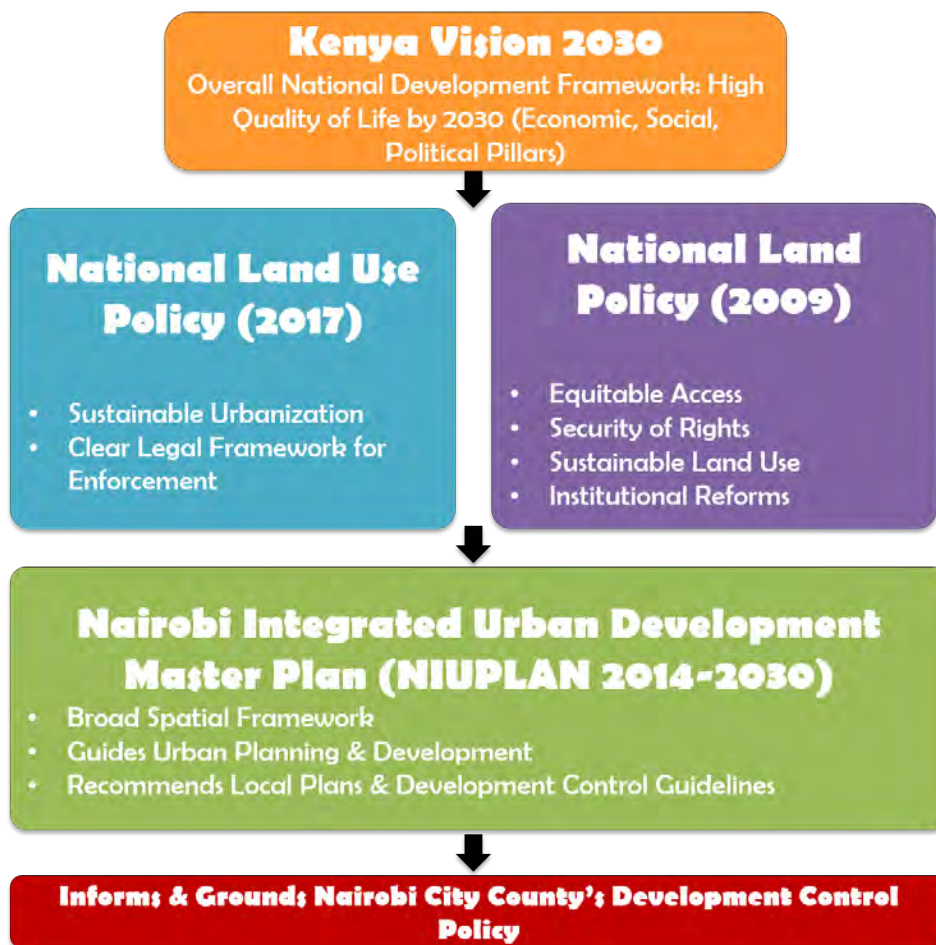 Kenya Vision 2030
Overall National Development Framework: High
Quality of Life by 2030 (Economic, Social,
Political Pillars)
National Land Use
Policy (2017)
• Sustainable Urbanization
• Clear Legal Framework for
Enforcement
National Land
Policy (2009)
• Equitable Access
• Security of Rights
• Sustainable Land Use
• Institutional Reforms
Nairobi Integrated Urban Development
Master Plan (NIUPLAN 2014-2030)
• Broad Spatial Framework
• Guides Urban Planning & Development
• Recommends Local Plans & Development Control Guidelines
Informs & Grounds Nairobi City County's Development Control
Policy